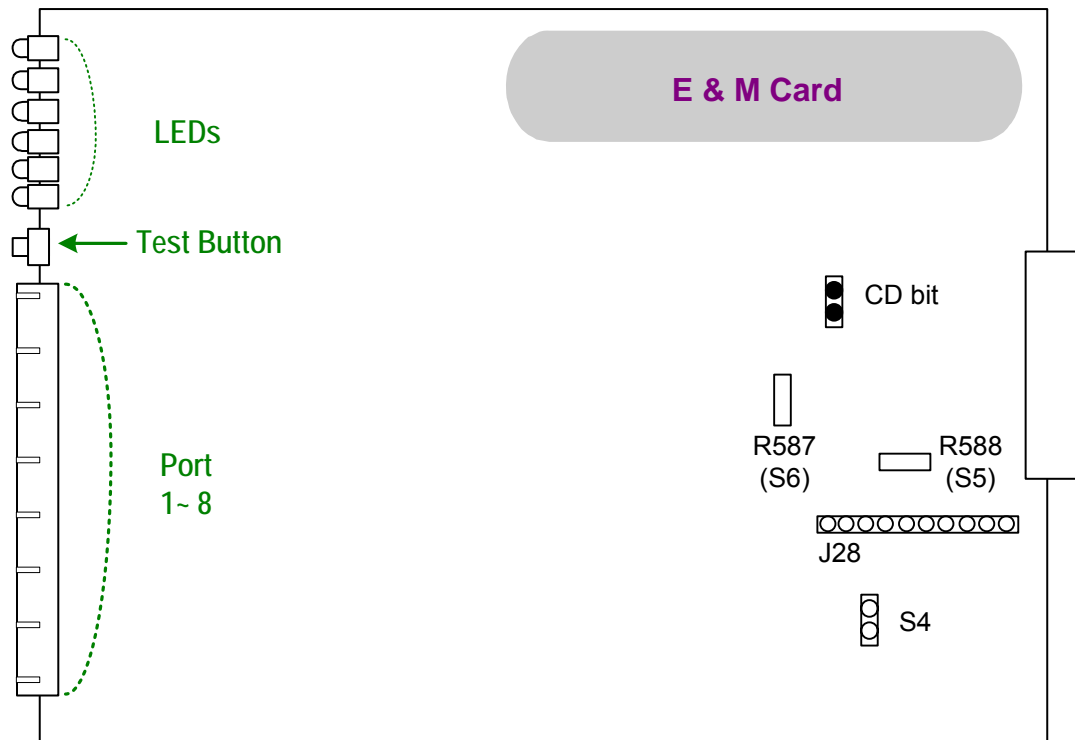 E & M Card
LEDs
Test Button
CD bit
R587
(S6)
R588
(S5)
Port
1~ 8
J28
S4